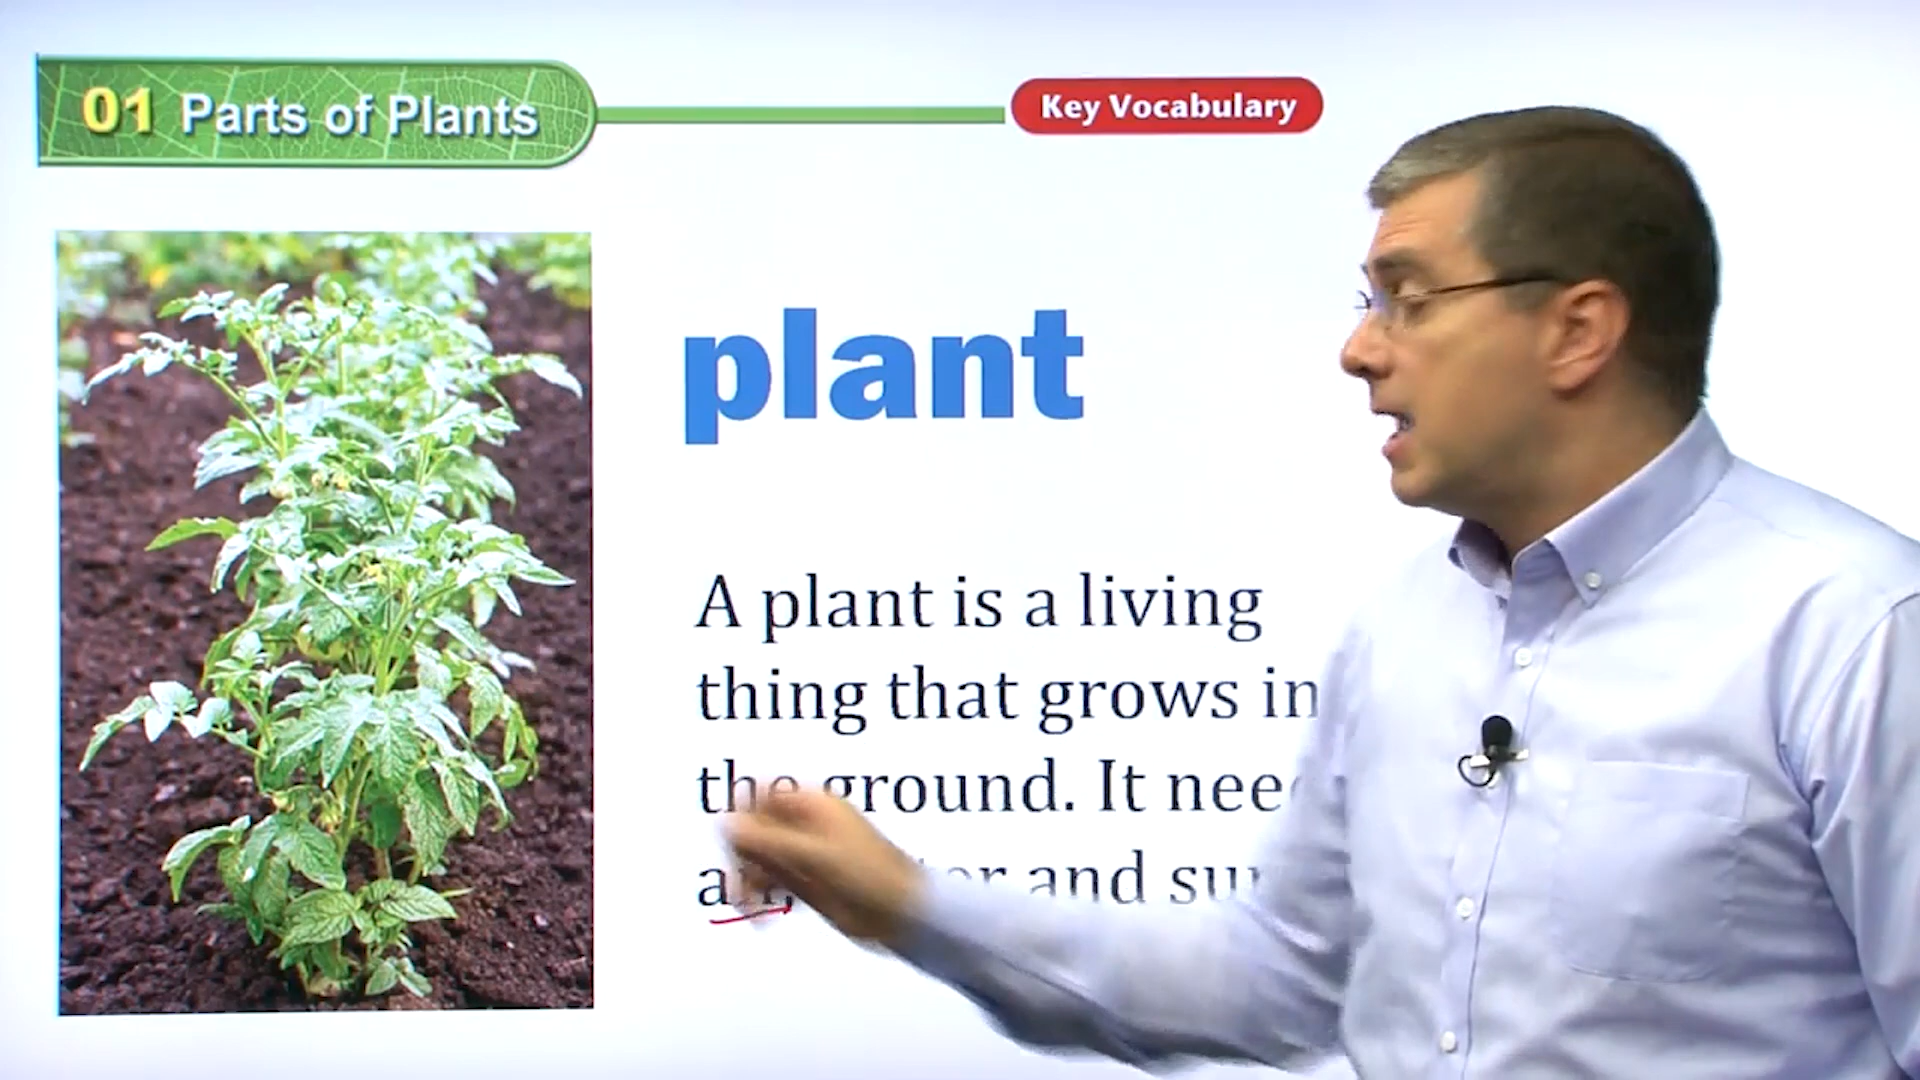 01 Parts of Plants
Key Vocabulary
plant
A plant is a living
thing that grows in
the ground. It
and